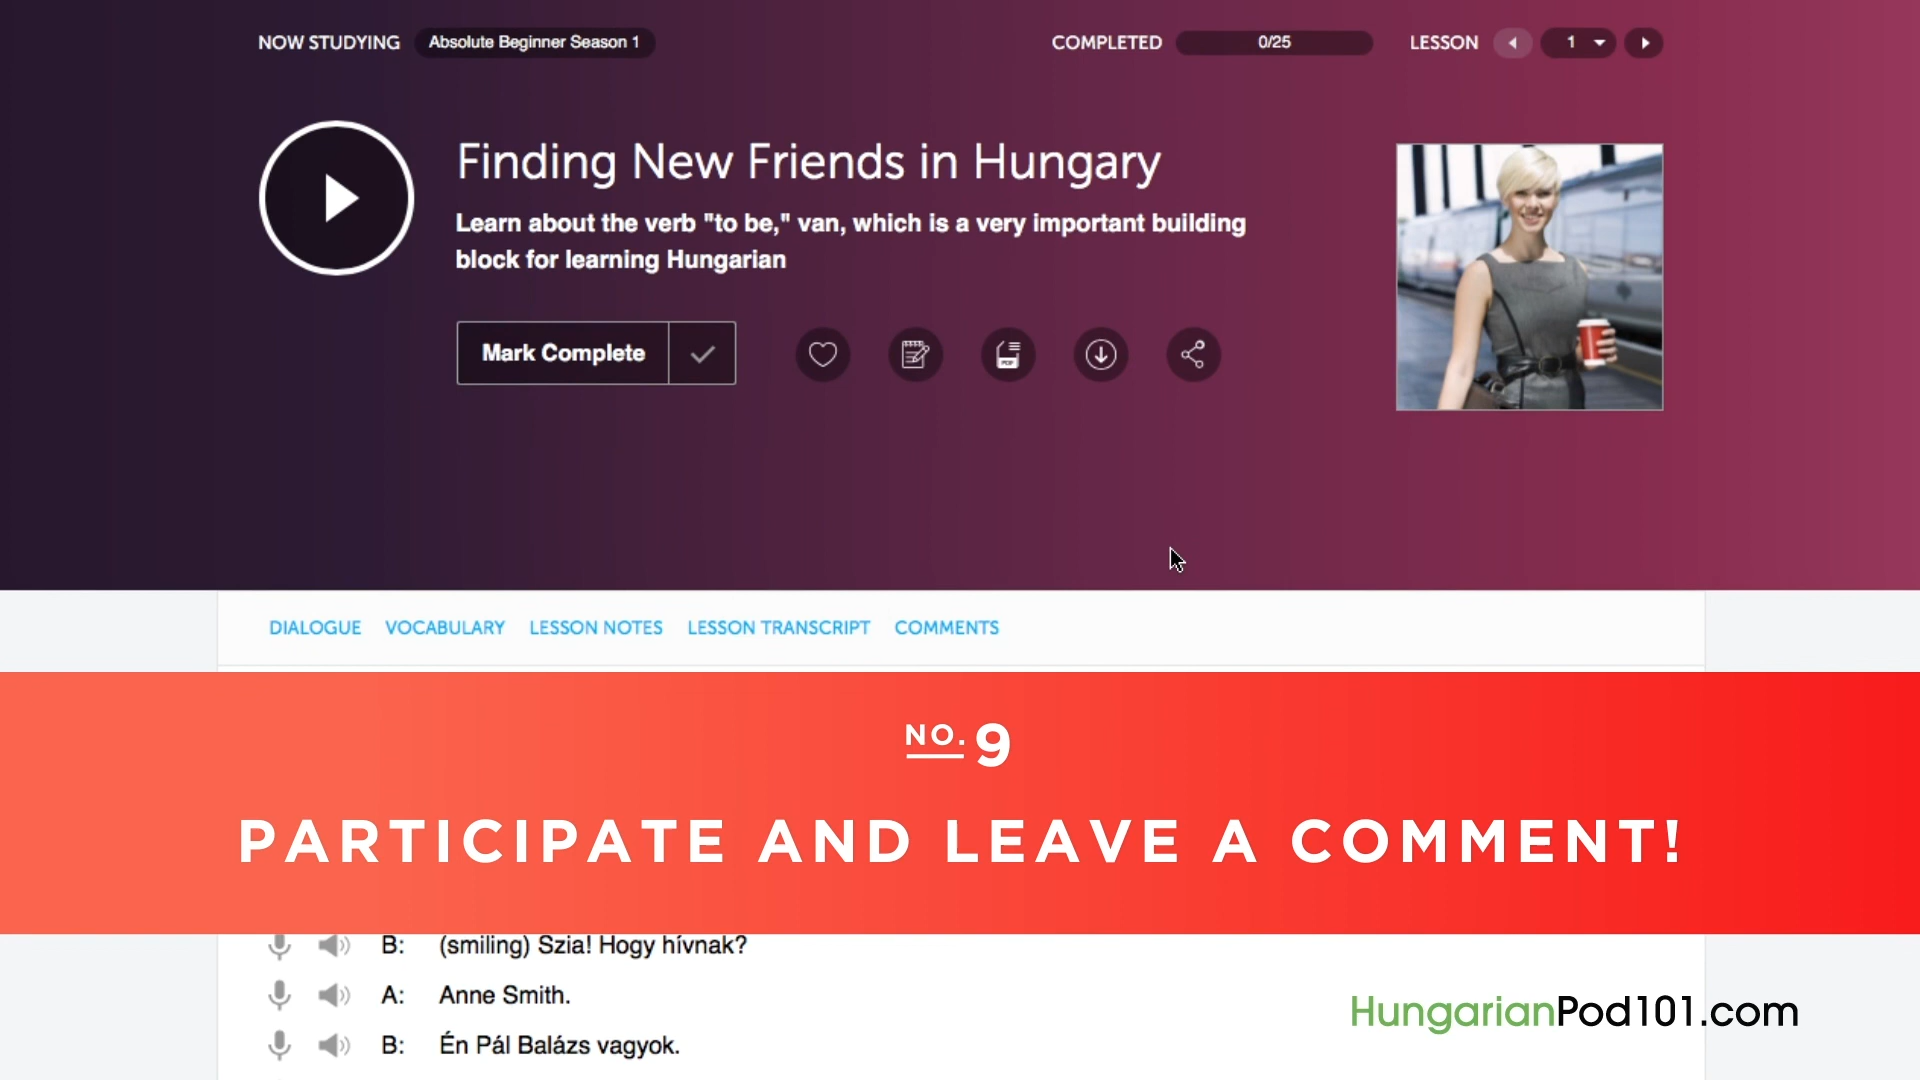 NOW STUDYING Absolute Beginner Season 1 COMPLETED 0/25 LESSON 1
Finding New Friends in Hungary
Learn about the verb "to be," van, which is a very important building
block for learning Hungarian
Mark Complete
PDF
DIALOGUE VOCABULARY LESSON NOTES LESSON TRANSCRIPT COMMENTS
NO. 9
PARTICIPATE AND LEAVE A COMMENT!
B: (smiling) Szia! Hogy hívnak?
A: Anne Smith.
B: Én Pál Balázs vagyok.
HungarianPod101.com